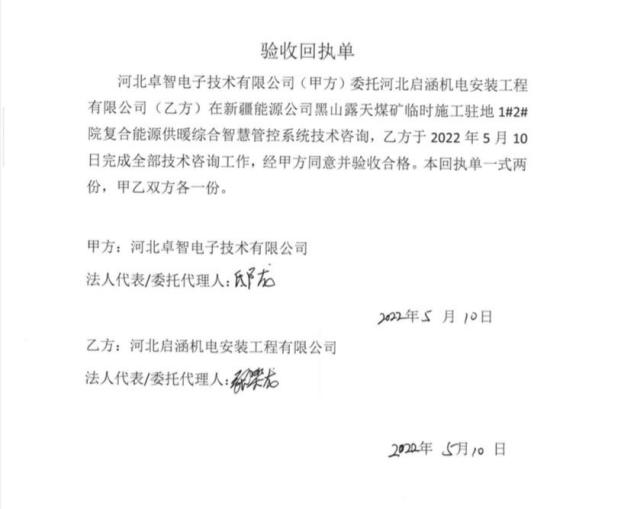 验收回执单
河北卓智电子技术有限公司（甲方）委托河北启涵机电安装工程
有限公司（乙方）在新疆能源公司黑山露天煤矿临时施工驻地 1#2#
院复合能源供暖综合智慧管控系统技术咨询，乙方于 2022 年 5 月 10
日完成全部技术咨询工作，经甲方同意并验收合格。本回执单一式两
份，甲乙双方各一份。
甲方：河北卓智电子技术有限公司
法人代表/委托代理人：
2022年 5 月 10日
乙方：河北启涵机电安装工程有限公司
法人代表/委托代理人：
2022年 5月10 日